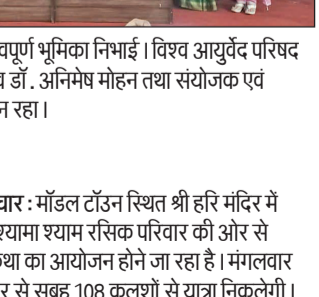 वपूर्ण भूमिका निभाई । विश्व आयुर्वेद परिषद
डॉ . अनिमेष मोहन तथा संयोजक एवं
न रहा ।
चार : मॉडल टॉउन स्थित श्री हरि मंदिर में
श्यामा श्याम रसिक परिवार की ओर से
था का आयोजन होने जा रहा है । मंगलवार
र से सुबह 108 कलशों से यात्रा निकलेगी ।